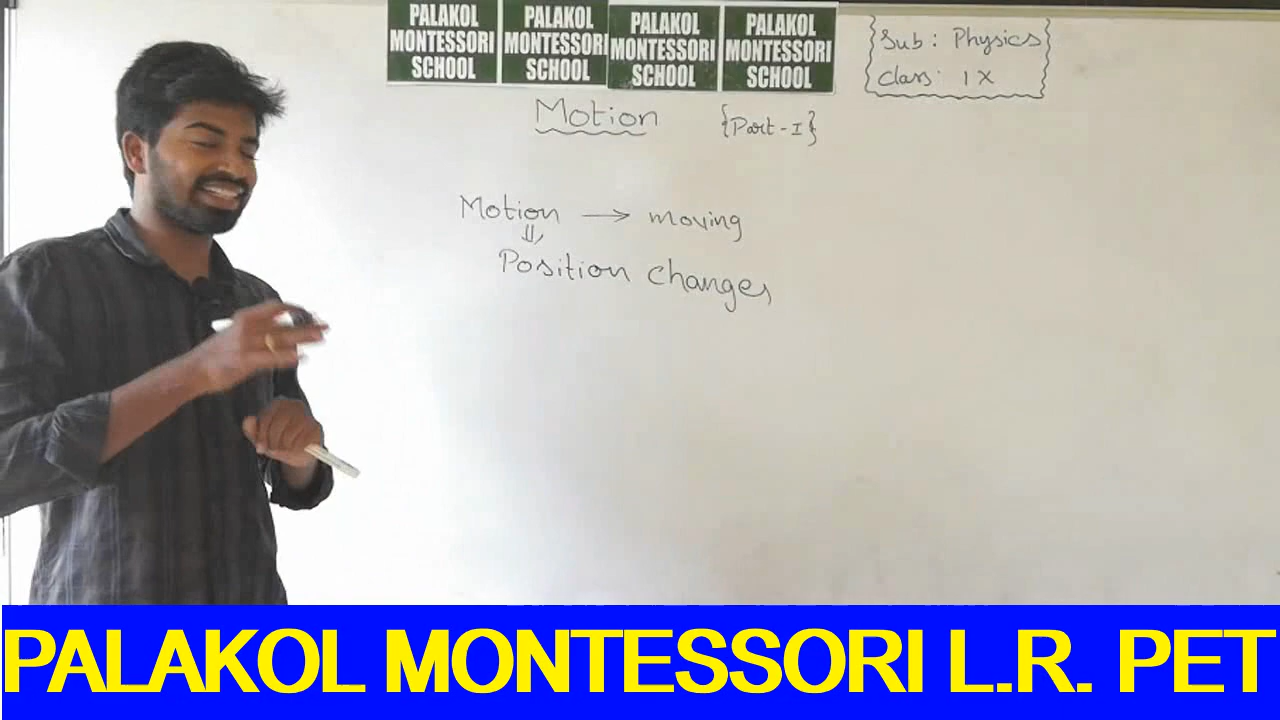 PALAKOL
MONTESSORI
SCHOOL
PALAKOL
MONTESSORI
SCHOOL
PALAKOL
MONTESSORI
SCHOOL
PALAKOL
MONTESSORI
SCHOOL
Sub : Physics
Class: IX
Motion {Part - I}
Motion → moving
⇓
Position changes
PALAKOL MONTESSORI L.R. PET